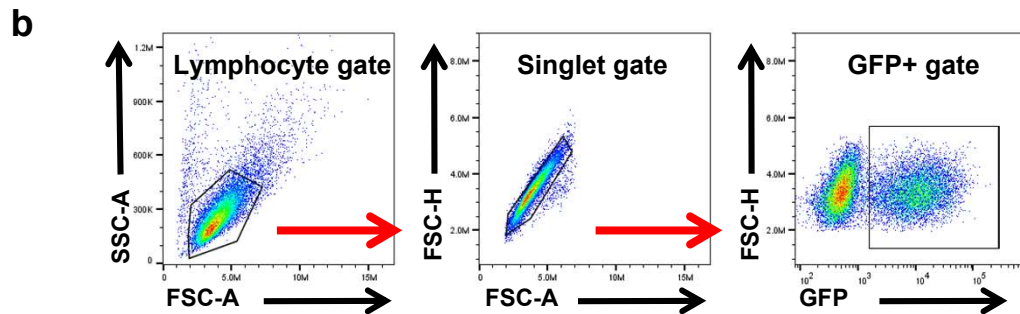 b
Lymphocyte gate
SSC-A
1.2M
900K
600K
300K
0
0
5.0M
10M
15M
FSC-A
Singlet gate
FSC-H
8.0M
6.0M
4.0M
2.0M
0
5.0M
10M
15M
FSC-A
GFP+ gate
FSC-H
8.0M
6.0M
4.0M
2.0M
10²
10³
10⁴
10⁵
GFP